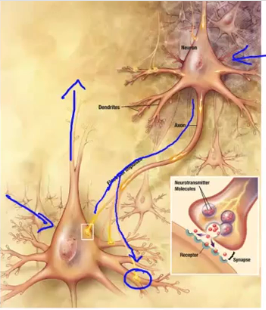 Neuron
Dendrites
Axon
Neurotransmitter
Molecules
Receptor
Synapse